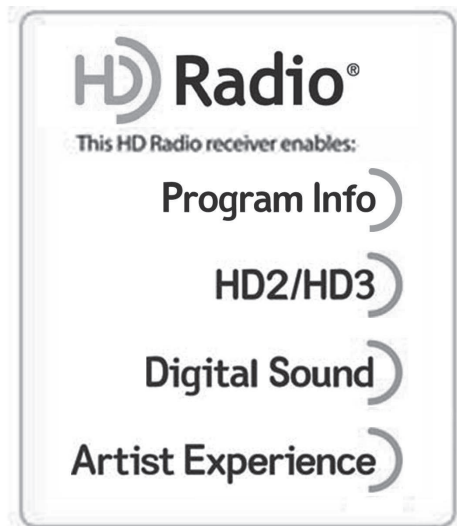 HD Radio®
This HD Radio receiver enables:
Program Info
HD2/HD3
Digital Sound
Artist Experience